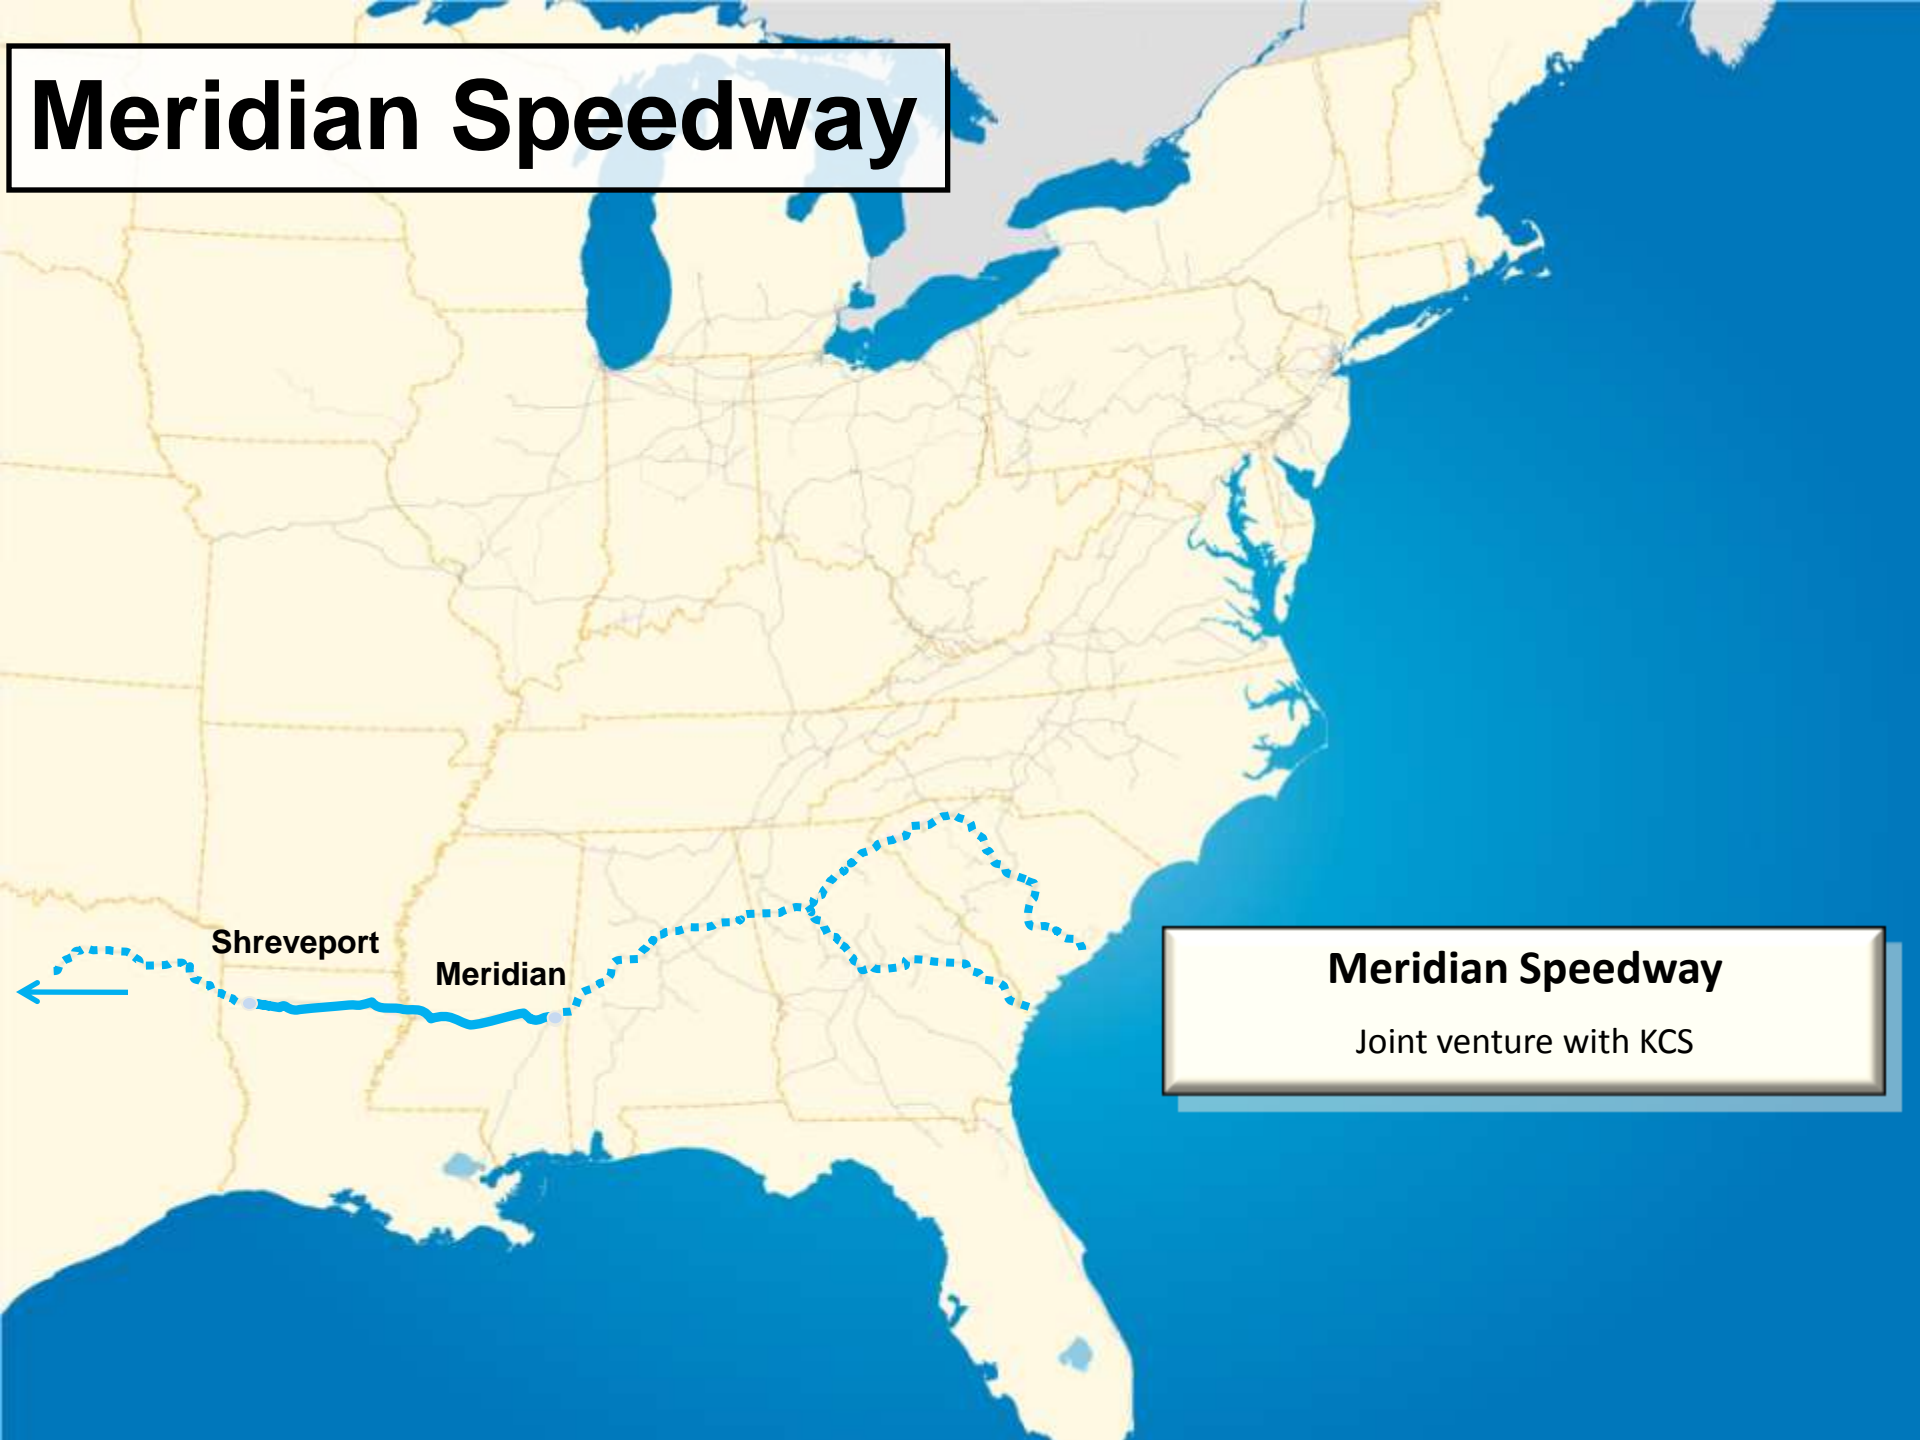 Meridian Speedway
Shreveport
Meridian
Meridian Speedway
Joint venture with KCS